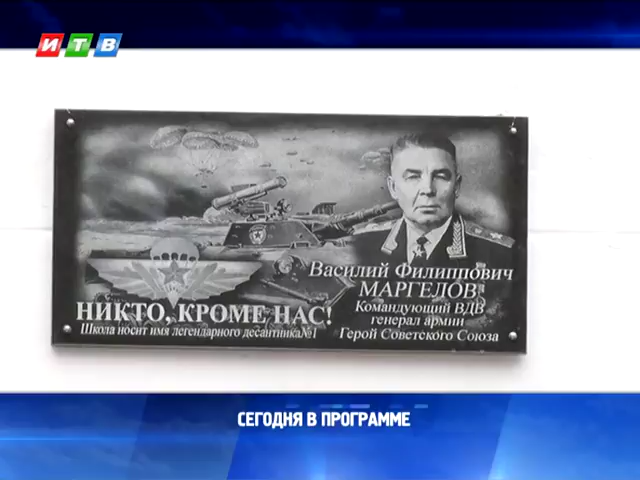 ИТВ
Василий Филиппович
МАРГЕЛОВ
Командующий ВДВ
генерал армии
Герой Советского Союза
НИКТО, КРОМЕ НАС!
Школа носит имя легендарного десантника№1
СЕГОДНЯ В ПРОГРАММЕ